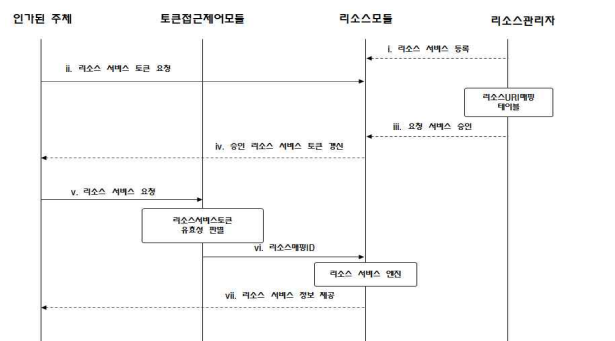 인가된 주체
토큰접근제어모듈
리소스모듈
리소스관리자
i. 리소스 서비스 등록
ii. 리소스 서비스 토큰 요청
리소스URI매핑
테이블
iii. 요청 서비스 승인
iv. 승인 리소스 서비스 토큰 갱신
v. 리소스 서비스 요청
리소스서비스토큰
유효성 판별
vi. 리소스매핑ID
리소스 서비스 엔진
vii. 리소스 서비스 정보 제공